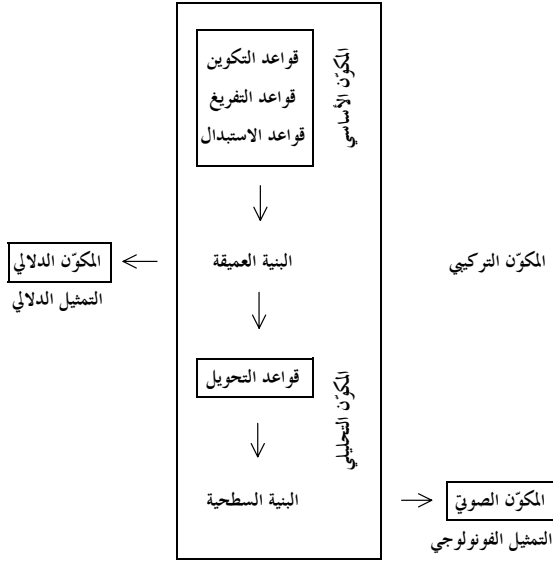 قواعد التكوين
قواعد التفريغ
قواعد الاستبدال
المكوّن الأساسي
المكوّن التركيبي
البنية العميقة
المكوّن الدلالي
التمثيل الدلالي
قواعد التحويل
المكوّن التحليلي
البنية السطحية
المكوّن الصوتيّ
التمثيل الفونولوجي